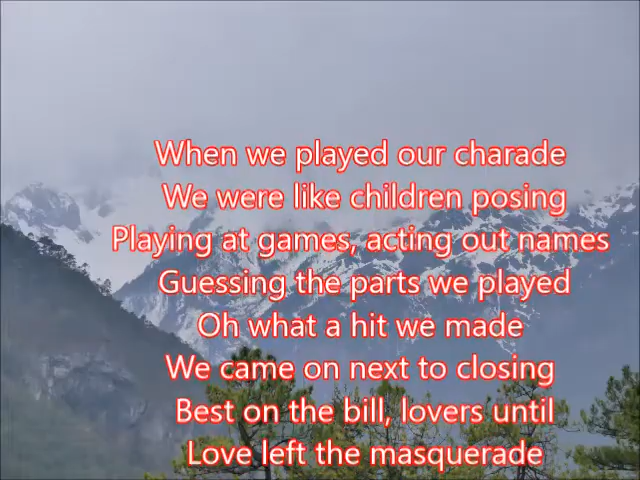 When we played our charade
We were like children posing
Playing at games, acting out names
Guessing the parts we played
Oh what a hit we made
We came on next to closing
Best on the bill, lovers until
Love left the masquerade